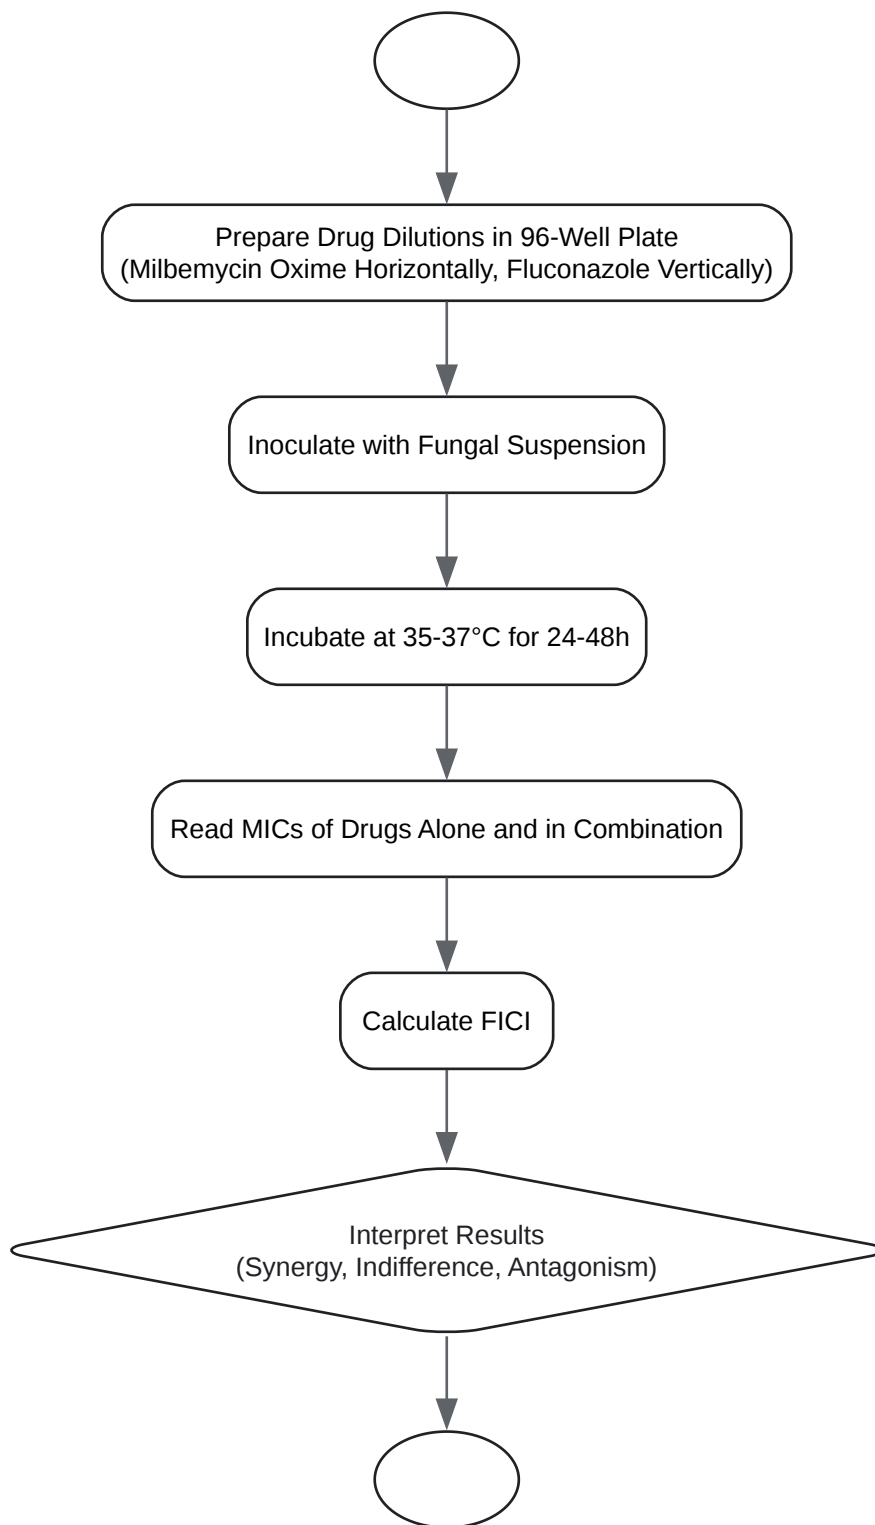 Prepare Drug Dilutions in 96-Well Plate
(Milbemycin Oxime Horizontally, Fluconazole Vertically)
Inoculate with Fungal Suspension
Incubate at 35-37°C for 24-48h
Read MICs of Drugs Alone and in Combination
Calculate FICI
Interpret Results
(Synergy, Indifference, Antagonism)